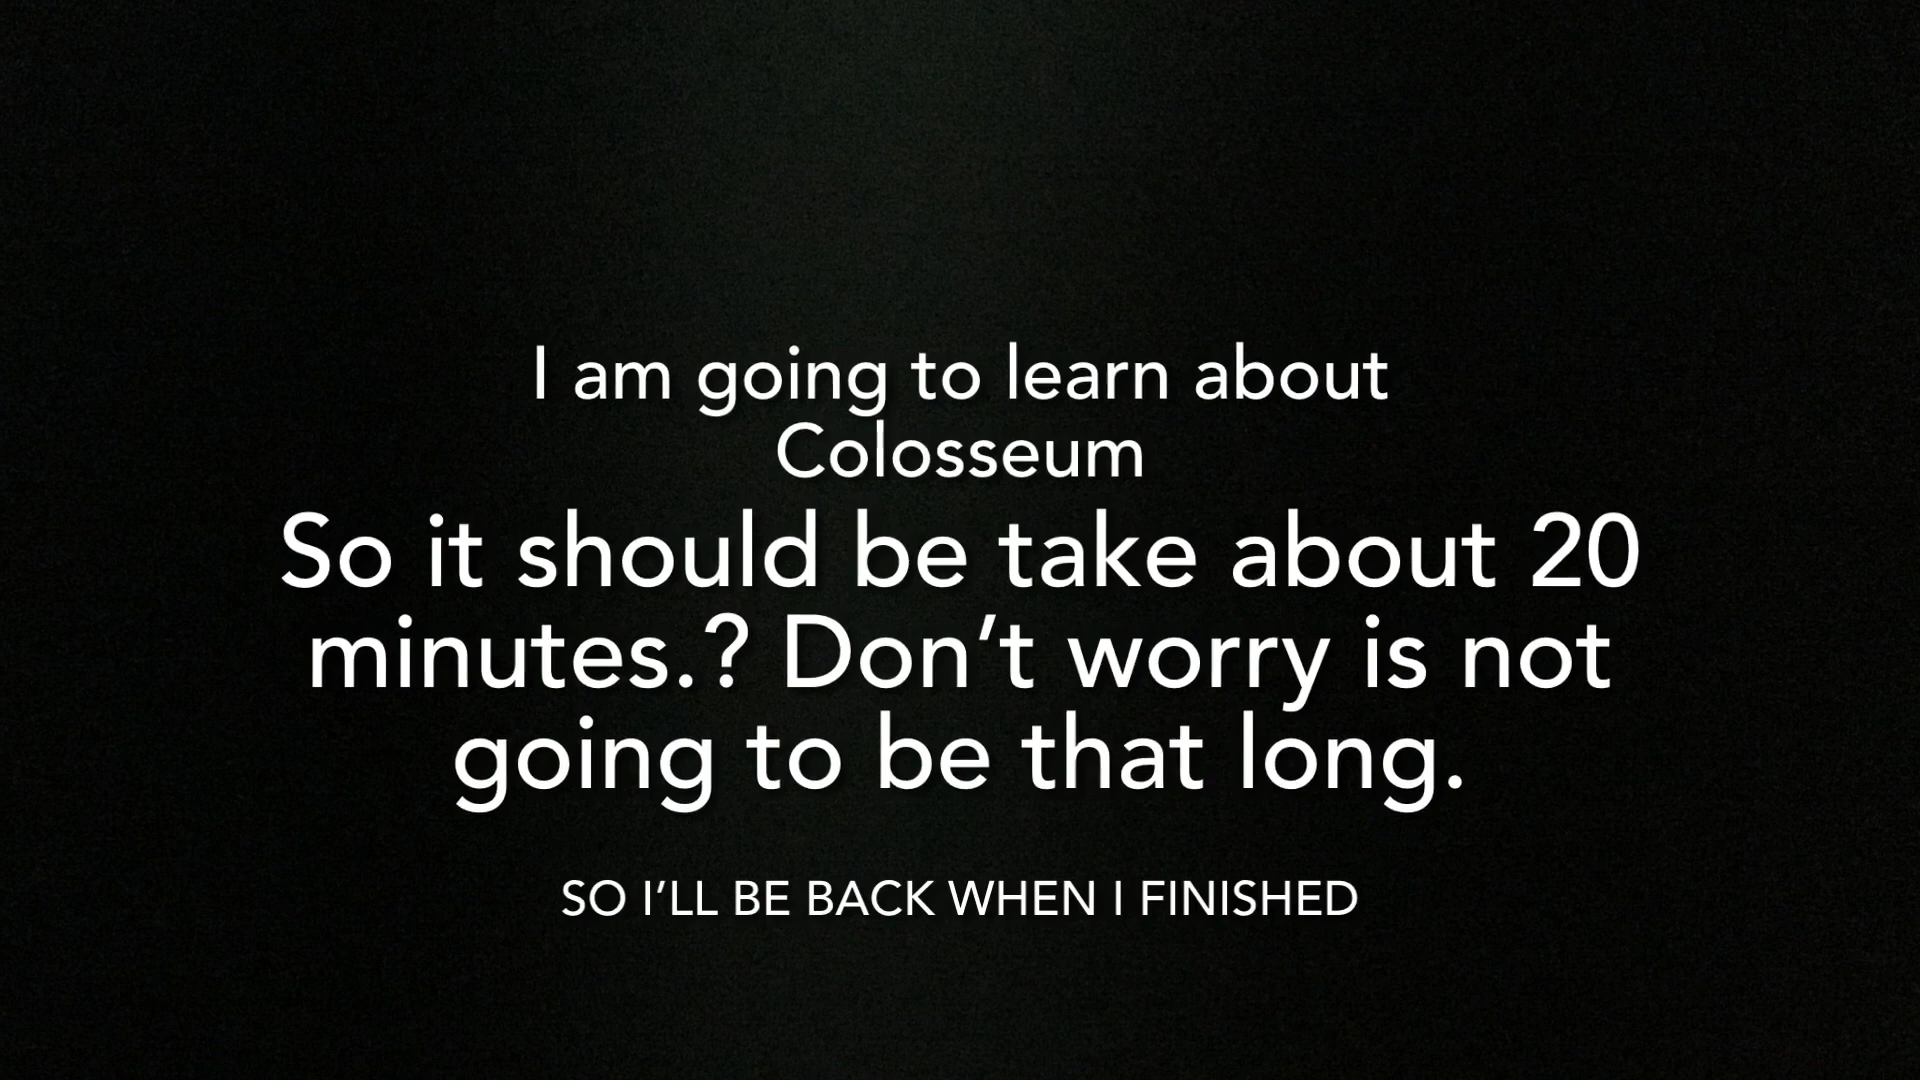 I am going to learn about
Colosseum
So it should be take about 20
minutes.? Don’t worry is not
going to be that long.
SO I’LL BE BACK WHEN I FINISHED